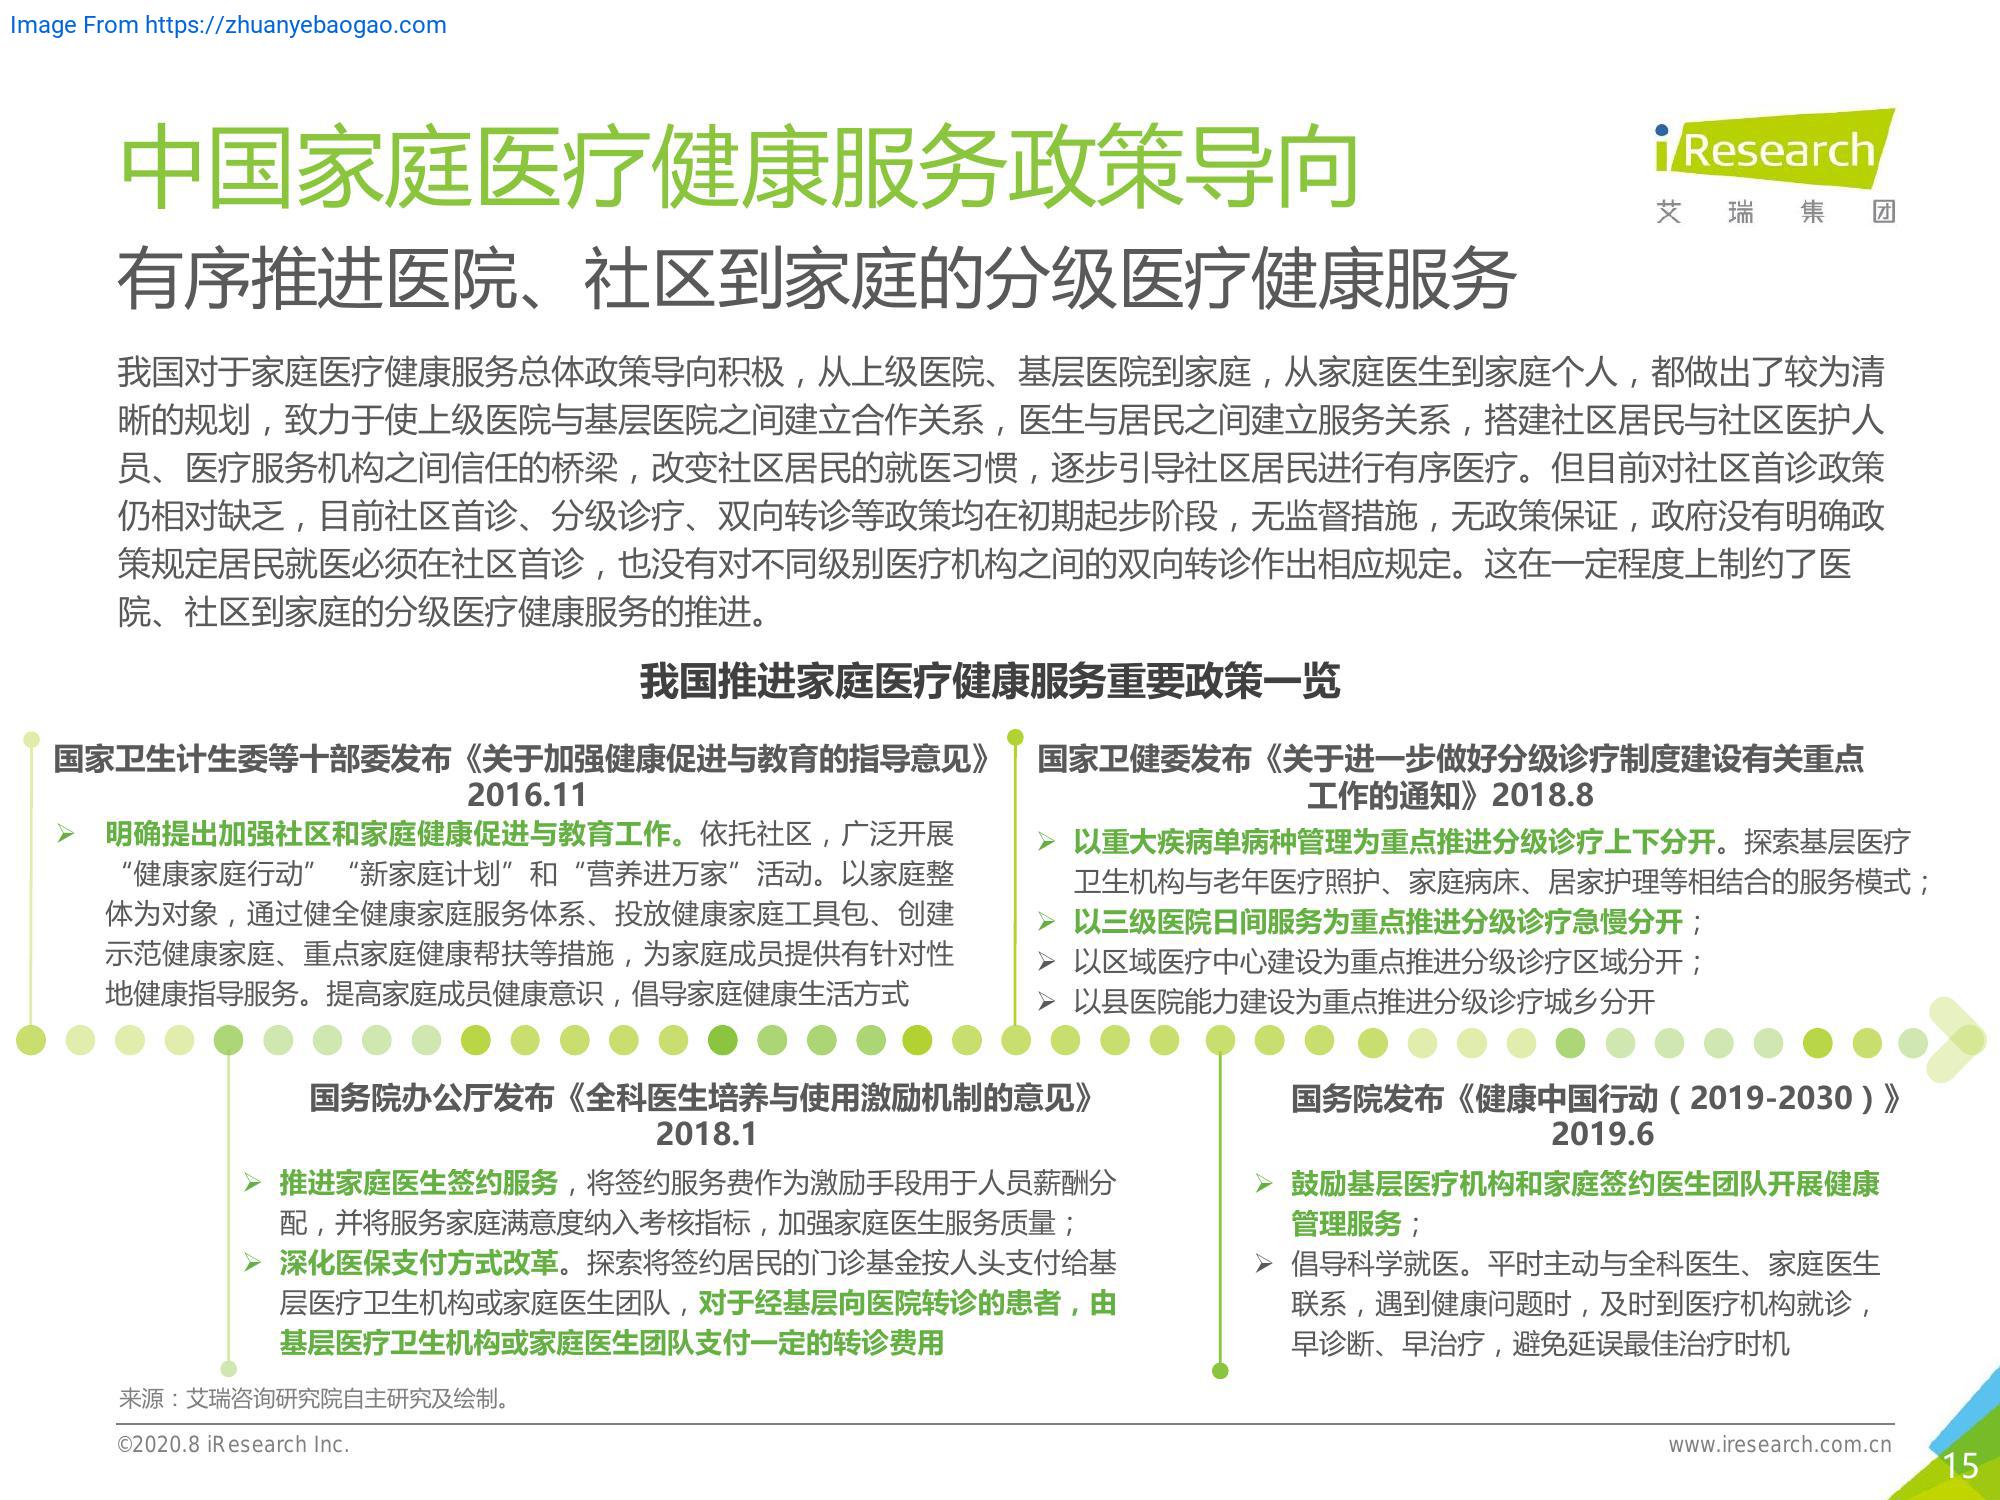 Image From https://zhuanyebaogao.com
中国家庭医疗健康服务政策导向
iResearch
艾瑞集团
有序推进医院、社区到家庭的分级医疗健康服务
我国对于家庭医疗健康服务总体政策导向积极，从上级医院、基层医院到家庭，从家庭医生到家庭个人，都做出了较为清
晰的规划，致力于使上级医院与基层医院之间建立合作关系，医生与居民之间建立服务关系，搭建社区居民与社区医护人
员、医疗服务机构之间信任的桥梁，改变社区居民的就医习惯，逐步引导社区居民进行有序医疗。但目前对社区首诊政策
仍相对缺乏，目前社区首诊、分级诊疗、双向转诊等政策均在初期起步阶段，无监督措施，无政策保证，政府没有明确政
策规定居民就医必须在社区首诊，也没有对不同级别医疗机构之间的双向转诊作出相应规定。这在一定程度上制约了医
院、社区到家庭的分级医疗健康服务的推进。
我国推进家庭医疗健康服务重要政策一览
国家卫生计生委等十部委发布《关于加强健康促进与教育的指导意见》
2016.11
➢ 明确提出加强社区和家庭健康促进与教育工作。依托社区，广泛开展
“健康家庭行动”“新家庭计划”和“营养进万家”活动。以家庭整
体为对象，通过健全健康家庭服务体系、投放健康家庭工具包、创建
示范健康家庭、重点家庭健康帮扶等措施，为家庭成员提供有针对性
地健康指导服务。提高家庭成员健康意识，倡导家庭健康生活方式
国家卫健委发布《关于进一步做好分级诊疗制度建设有关重点
工作的通知》2018.8
➢ 以重大疾病单病种管理为重点推进分级诊疗上下分开。探索基层医疗
卫生机构与老年医疗照护、家庭病床、居家护理等相结合的服务模式；
➢ 以三级医院日间服务为重点推进分级诊疗急慢分开；
➢ 以区域医疗中心建设为重点推进分级诊疗区域分开；
➢ 以县医院能力建设为重点推进分级诊疗城乡分开
国务院办公厅发布《全科医生培养与使用激励机制的意见》
2018.1
➢ 推进家庭医生签约服务，将签约服务费作为激励手段用于人员薪酬分
配，并将服务家庭满意度纳入考核指标，加强家庭医生服务质量；
➢ 深化医保支付方式改革。探索将签约居民的门诊基金按人头支付给基
层医疗卫生机构或家庭医生团队，对于经基层向医院转诊的患者，由
基层医疗卫生机构或家庭医生团队支付一定的转诊费用
国务院发布《健康中国行动（2019-2030）》
2019.6
➢ 鼓励基层医疗机构和家庭签约医生团队开展健康
管理服务；
➢ 倡导科学就医。平时主动与全科医生、家庭医生
联系，遇到健康问题时，及时到医疗机构就诊，
早诊断、早治疗，避免延误最佳治疗时机
来源：艾瑞咨询研究院自主研究及绘制。
©2020.8 iResearch Inc.
www.iresearch.com.cn
15